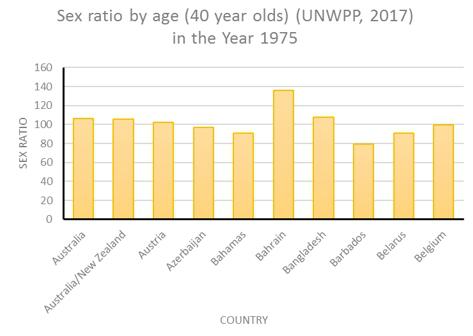 Sex ratio by age (40 year olds) (UNWPP, 2017)
in the Year 1975
SEX RATIO
160
140
120
100
80
60
40
20
0
Australia
Australia/New Zealand
Austria
Azerbaijan
Bahamas
Bahrain
Bangladesh
Barbados
Belarus
Belgium
COUNTRY